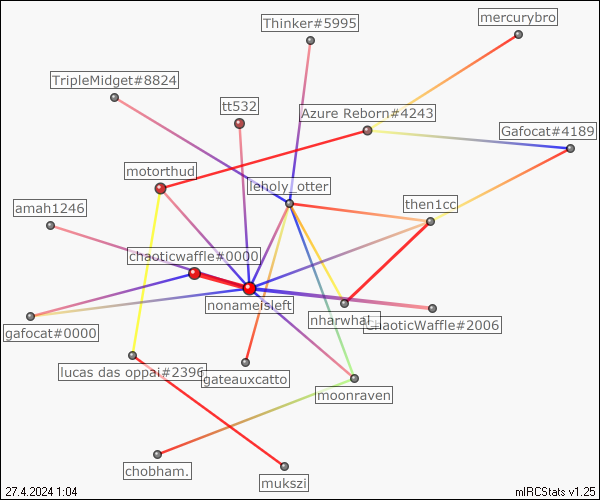 Thinker#5995
mercurybro
TripleMidget#8824
tt532
Azure Reborn#4243
Gafocat#4189
motorthud
leholy_otter
amah1246
then1cc
chaoticwaffle#0000
nonameisleft
gafocat#0000
nharwhal
ChaoticWaffle#2006
lucas das oppai#2396
gateauxcatto
moonraven
chobham.
mukszi
27.4.2024 1:04
mIRCStats v1.25